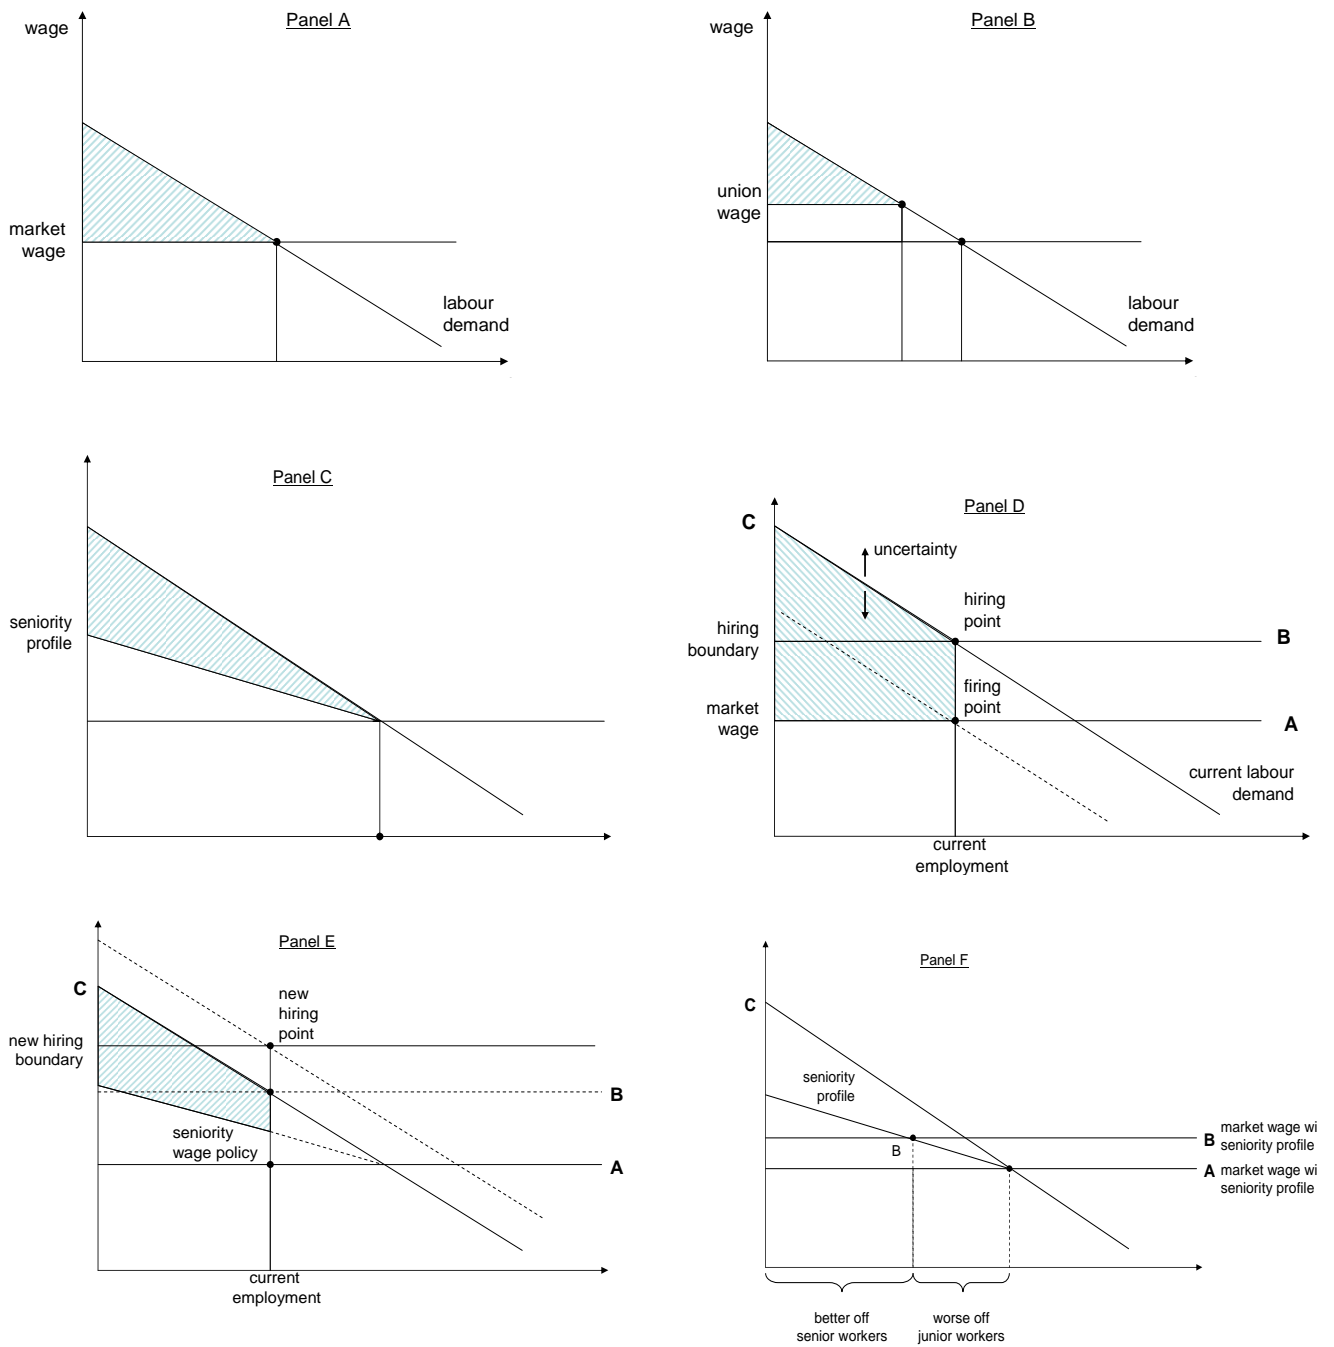 Panel A
wage
market
wage
labour
demand
Panel B
wage
union
wage
labour
demand
Panel C
seniority
profile
Panel D
C
uncertainty
hiring
point
hiring
boundary
B
firing
point
market
wage
A
current labour
demand
current
employment
Panel E
C
new
hiring
point
new hiring
boundary
B
seniority
wage policy
A
current
employment
Panel F
C
seniority
profile
B
B
market wage wi
seniority profile
A
market wage wi
seniority profile
better off
senior workers
worse off
junior workers